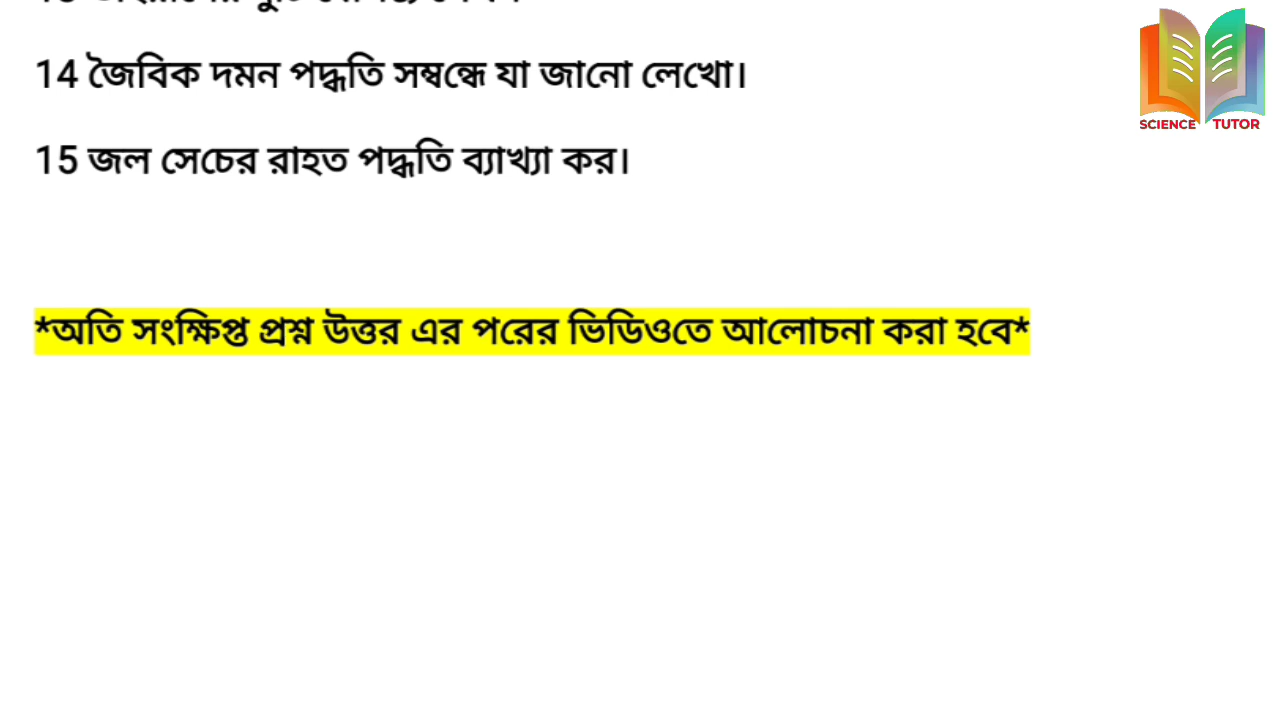 14 জৈবিক দমন পদ্ধতি সম্বন্ধে যা জানো লেখো।
15 জল সেচের রাহত পদ্ধতি ব্যাখ্যা কর।
*অতি সংক্ষিপ্ত প্রশ্ন উত্তর এর পরের ভিডিওতে আলোচনা করা হবে*
SCIENCE TUTOR